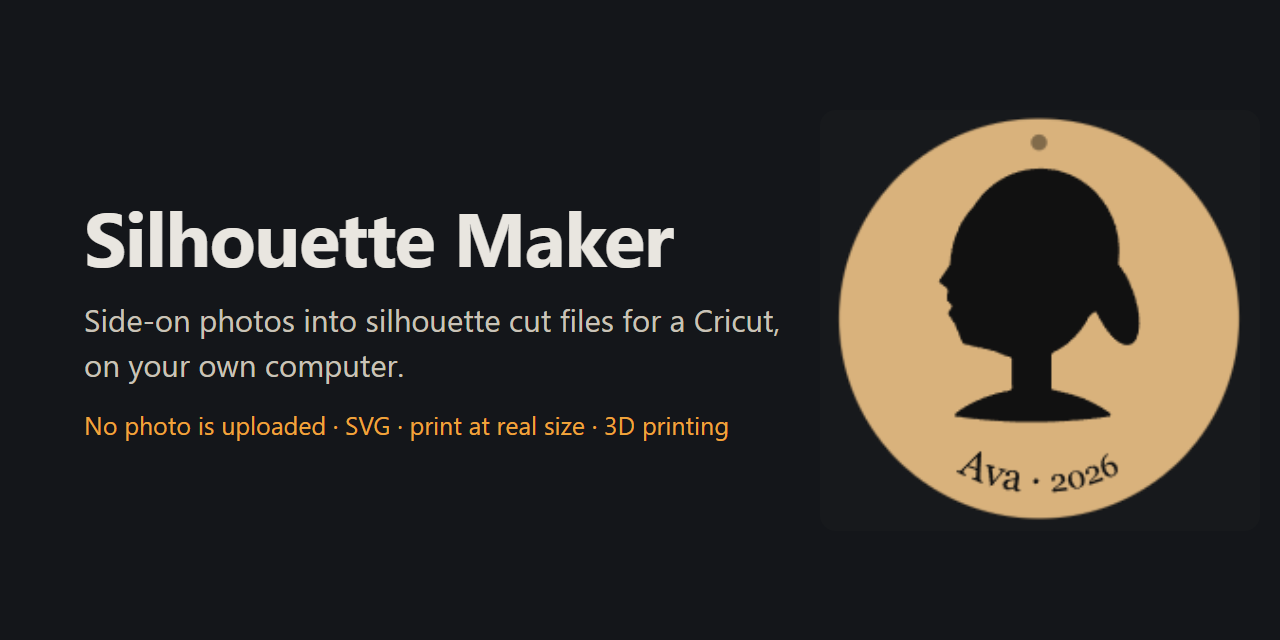 Silhouette Maker
Side-on photos into silhouette cut files for a Cricut,
on your own computer.
No photo is uploaded · SVG · print at real size · 3D printing
Ava · 2026